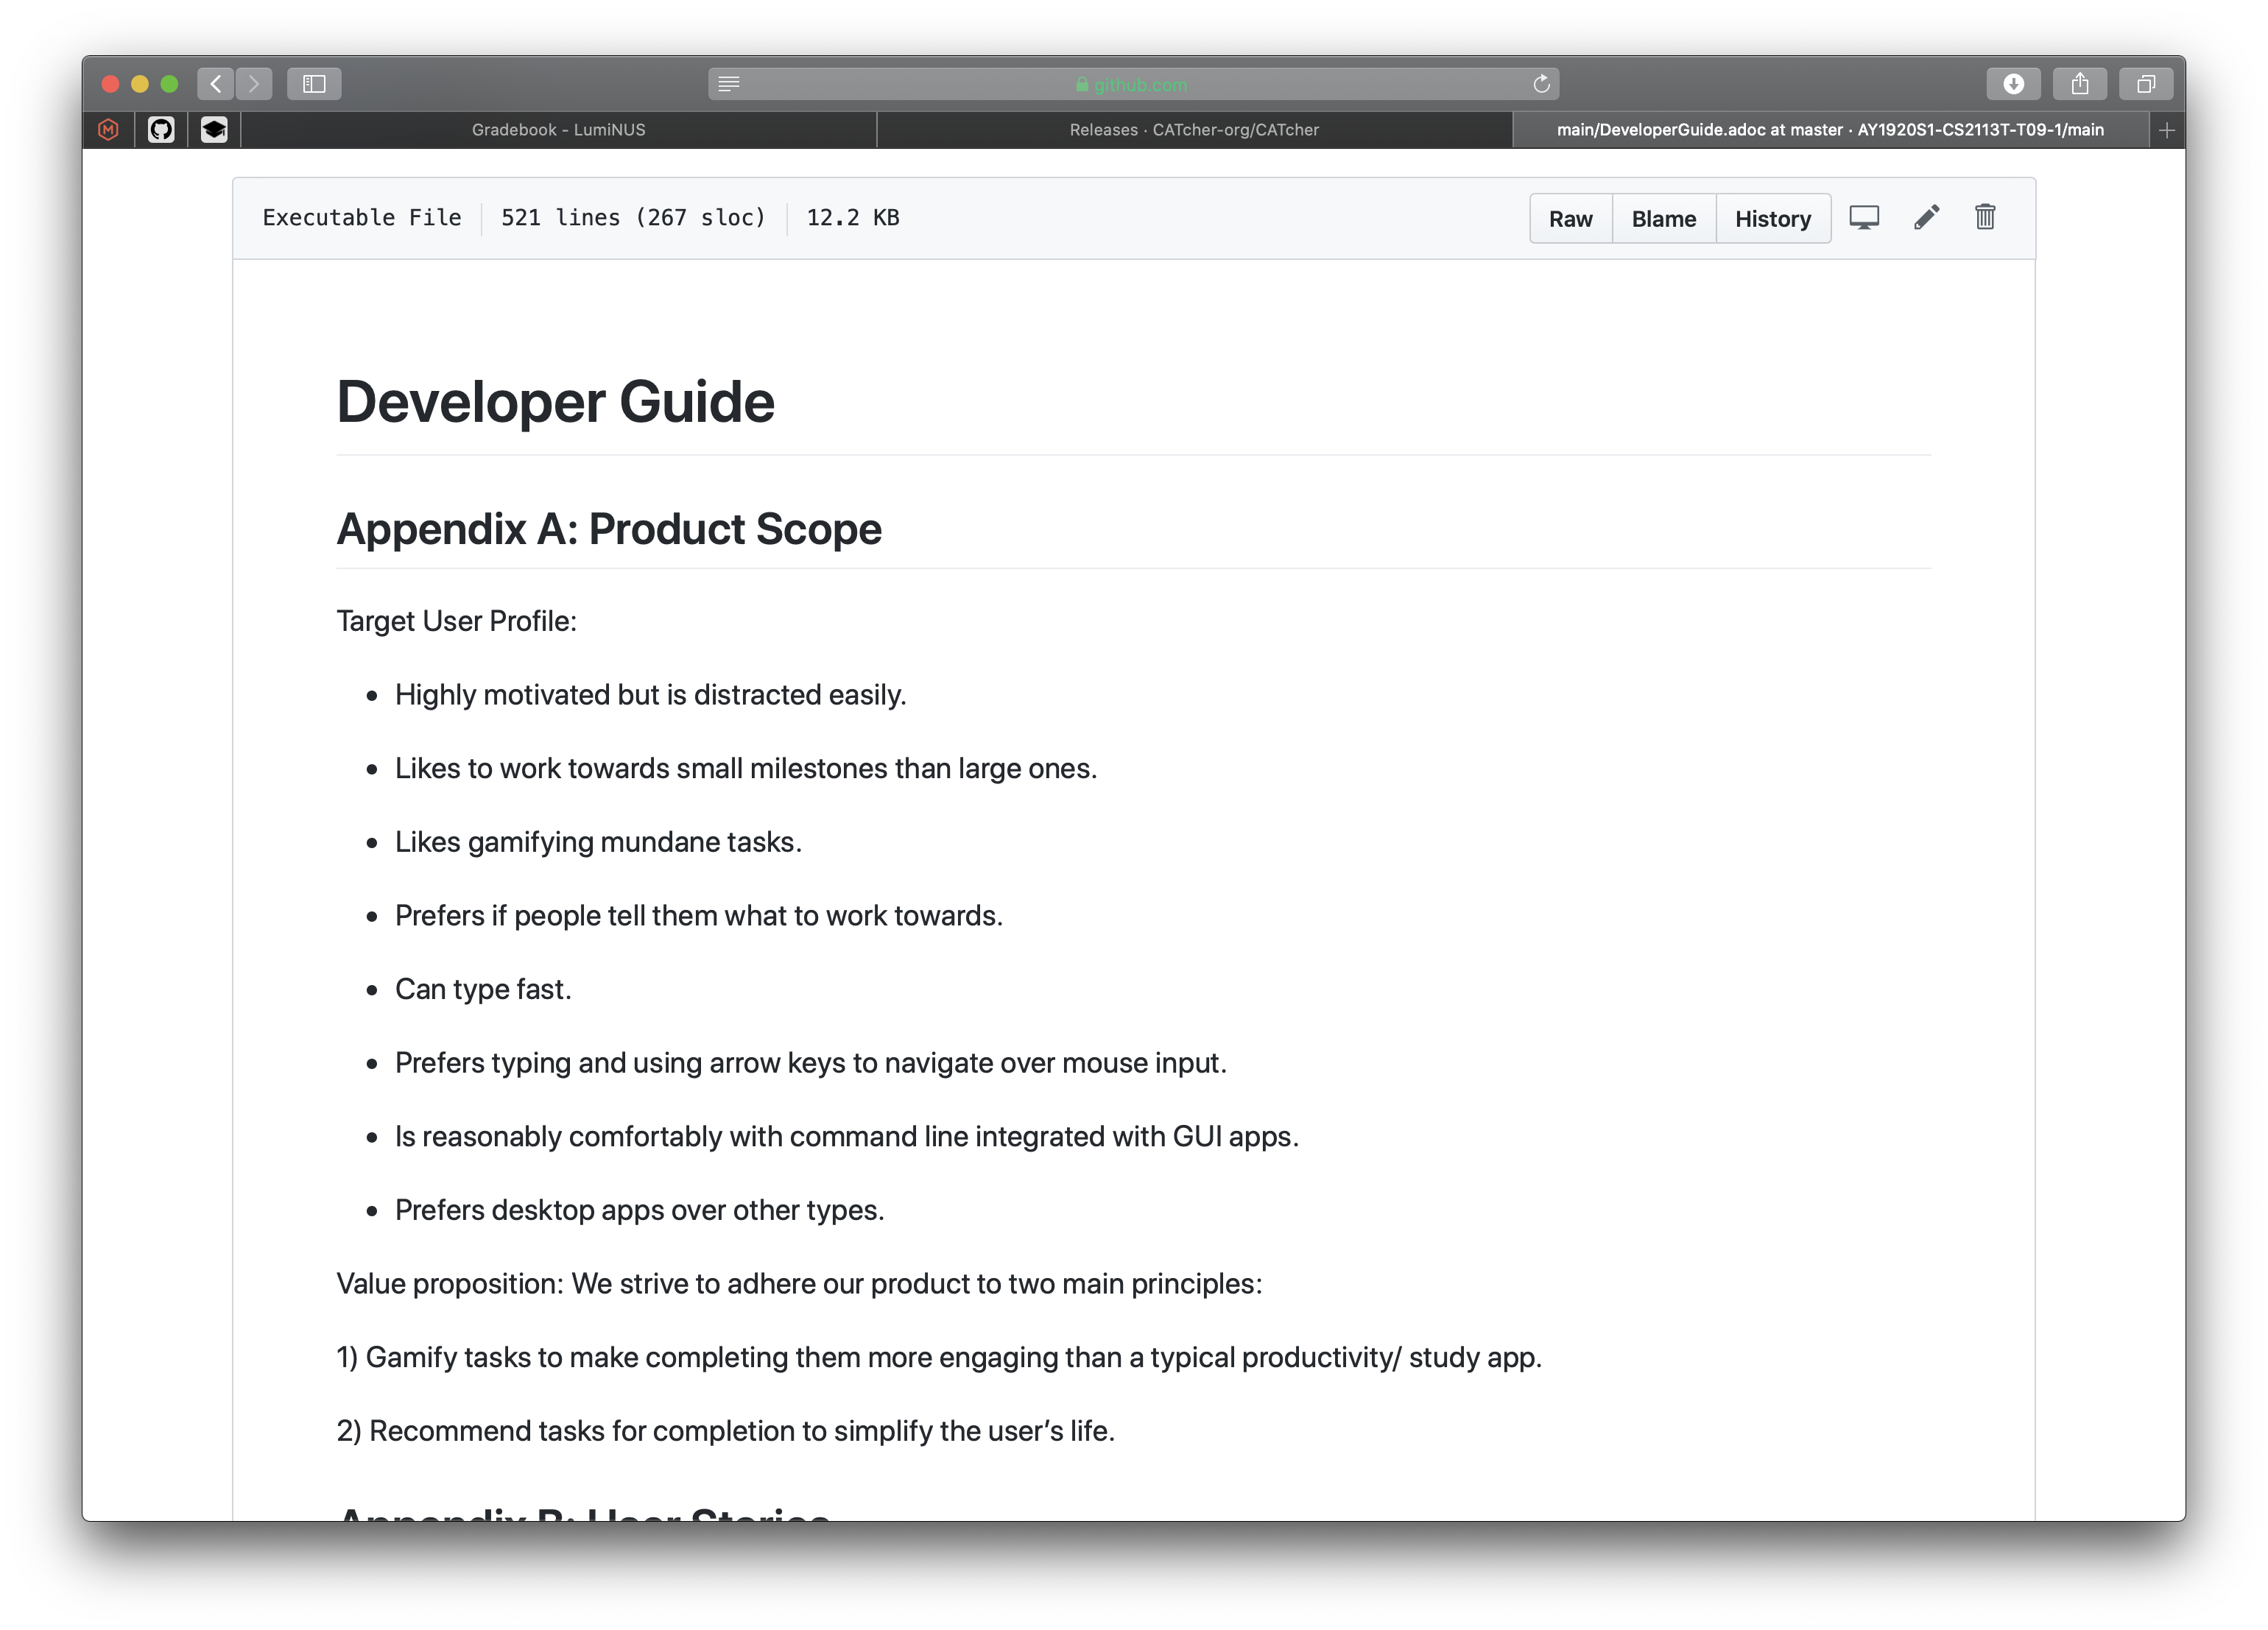 github.com
Gradebook - LumiNUS
Releases · CATcher-org/CATcher
main/DeveloperGuide.adoc at master · AY1920S1-CS2113T-T09-1/main
Executable File
521 lines (267 sloc)
12.2 KB
Raw
Blame
History
Developer Guide
Appendix A: Product Scope
Target User Profile:
• Highly motivated but is distracted easily.
• Likes to work towards small milestones than large ones.
• Likes gamifying mundane tasks.
• Prefers if people tell them what to work towards.
• Can type fast.
• Prefers typing and using arrow keys to navigate over mouse input.
• Is reasonably comfortably with command line integrated with GUI apps.
• Prefers desktop apps over other types.
Value proposition: We strive to adhere our product to two main principles:
1) Gamify tasks to make completing them more engaging than a typical productivity/ study app.
2) Recommend tasks for completion to simplify the user’s life.
Appendix B: User Stories